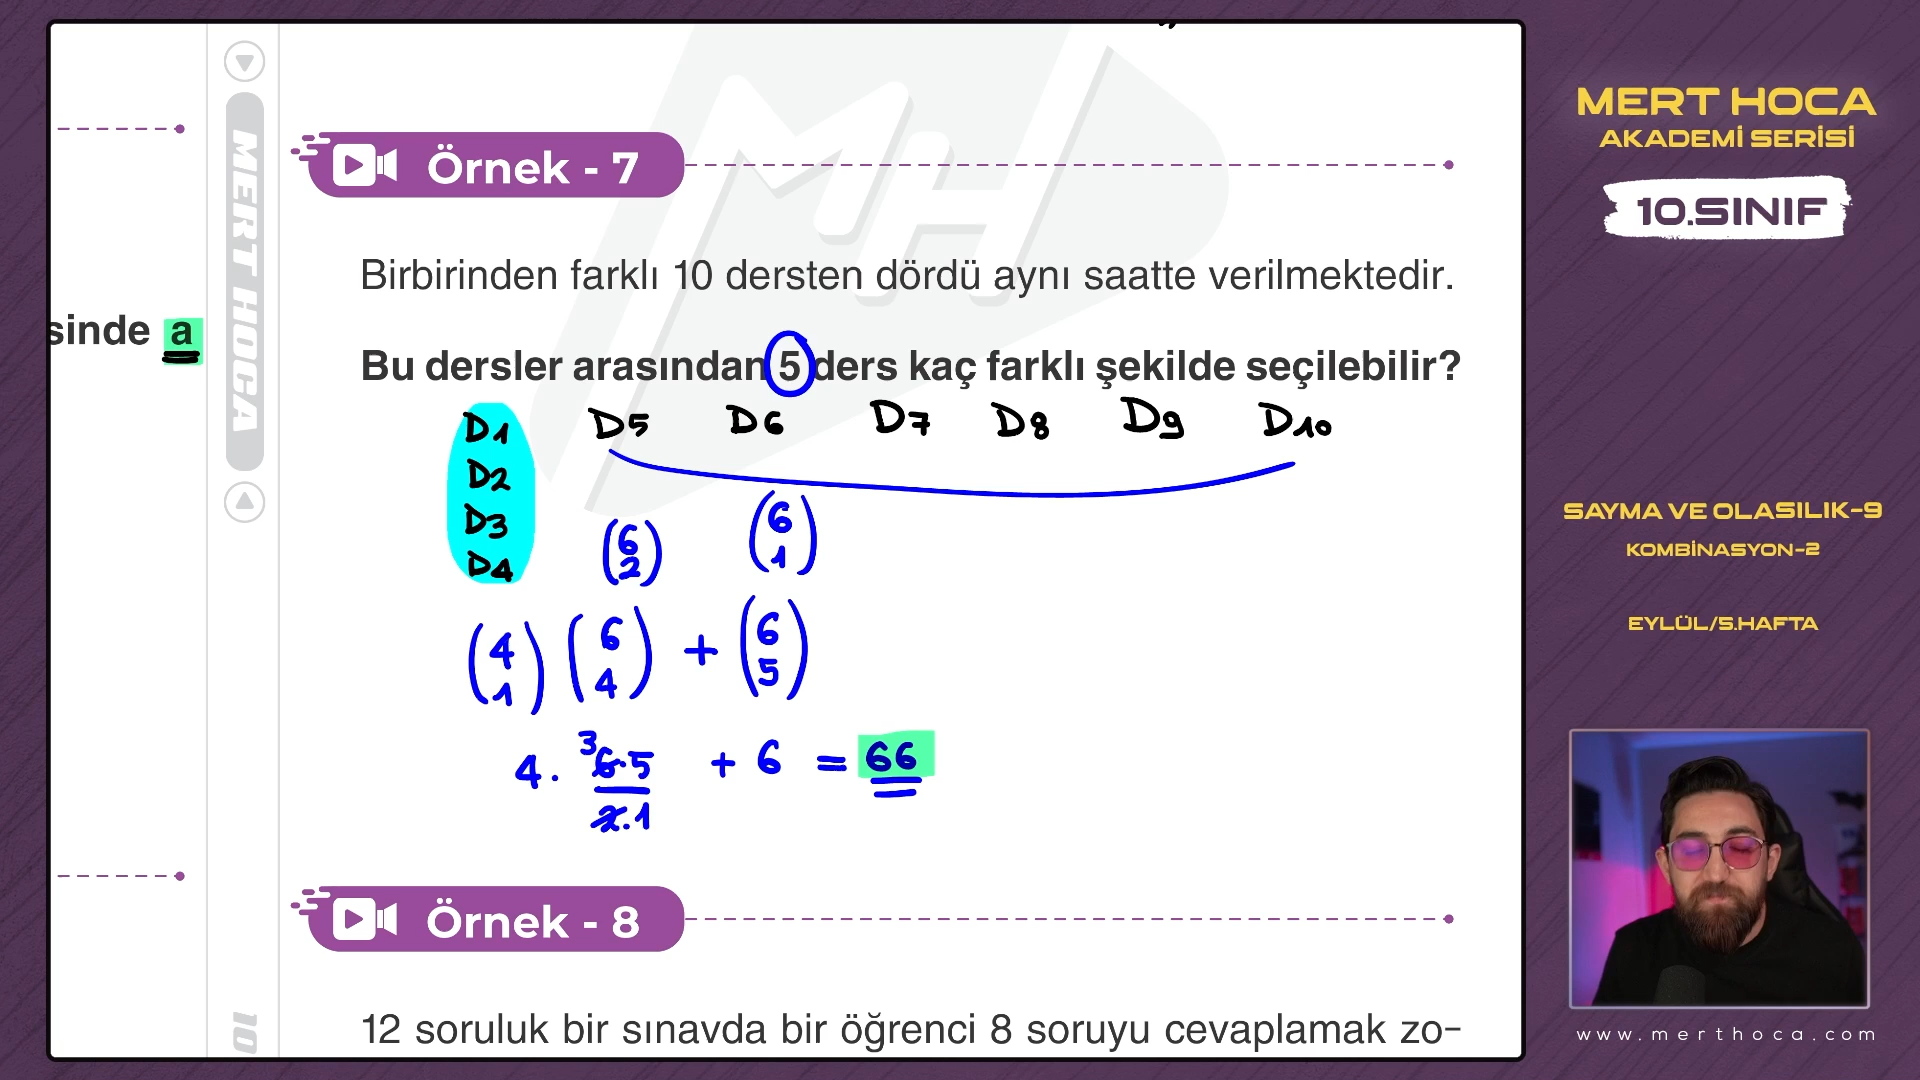 sinde a
MERT HOCA
10
Örnek - 7
Birbirinden farklı 10 dersten dördü aynı saatte verilmektedir.
Bu dersler arasından 5 ders kaç farklı şekilde seçilebilir?
D1 D5 D6 D7 D8 D9 D10
D2
D3
D4
(6 2) (6 1)
(4 1) (6 4) + (6 5)
4. 3 6.5 / 2.1 + 6 = 66
Örnek - 8
12 soruluk bir sınavda bir öğrenci 8 soruyu cevaplamak zo-
MERT HOCA
AKADEMİ SERİSİ
10.SINIF
SAYMA VE OLASILIK-9
KOMBİNASYON-2
EYLÜL/5.HAFTA
www.merthoca.com